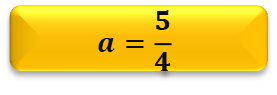 a = 5/4